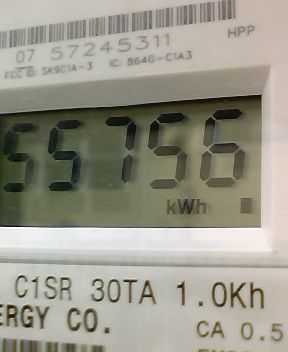 07 57245311
HPP
FCC ID: SK9C1A-3 IC: 864G-C1A3
55756
kWh
C1SR 30TA 1.0Kh
ERGY CO.
CA 0.5